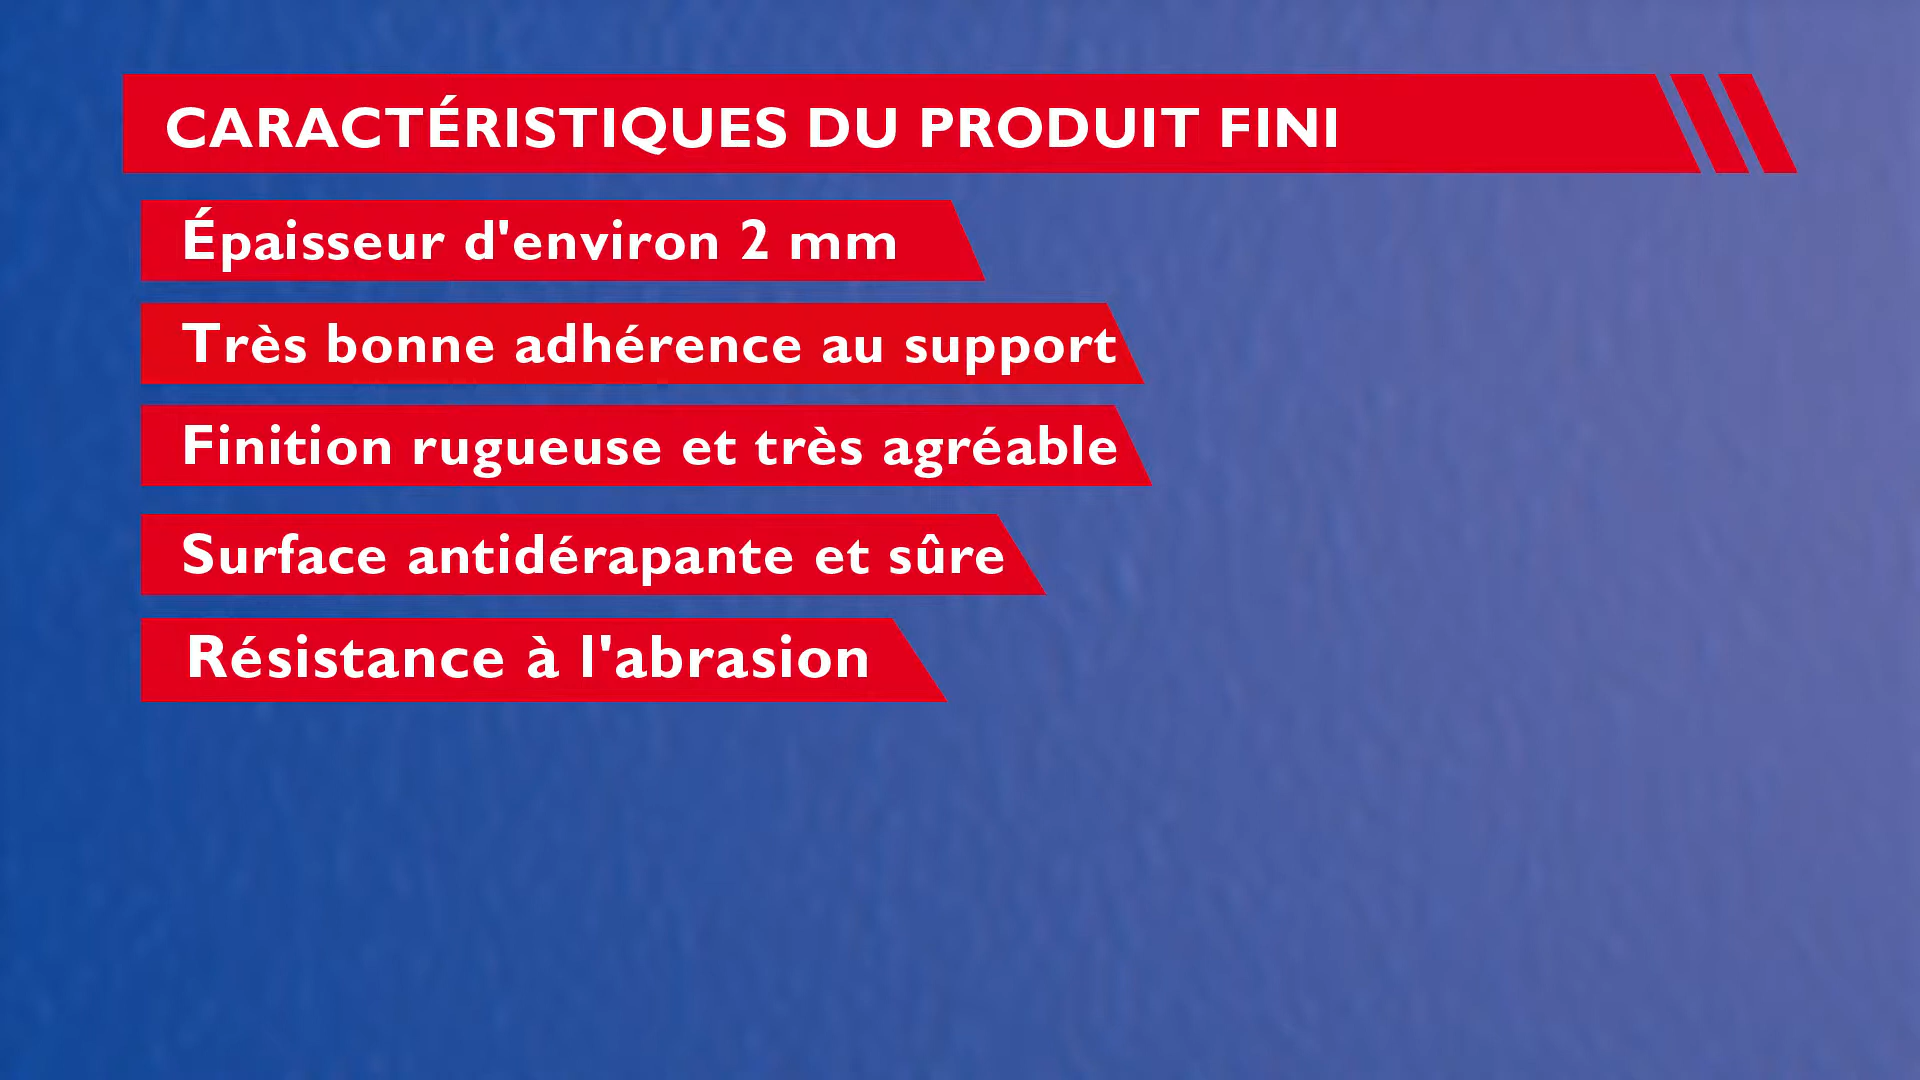 CARACTÉRISTIQUES DU PRODUIT FINI
Épaisseur d'environ 2 mm
Très bonne adhérence au support
Finition rugueuse et très agréable
Surface antidérapante et sûre
Résistance à l'abrasion